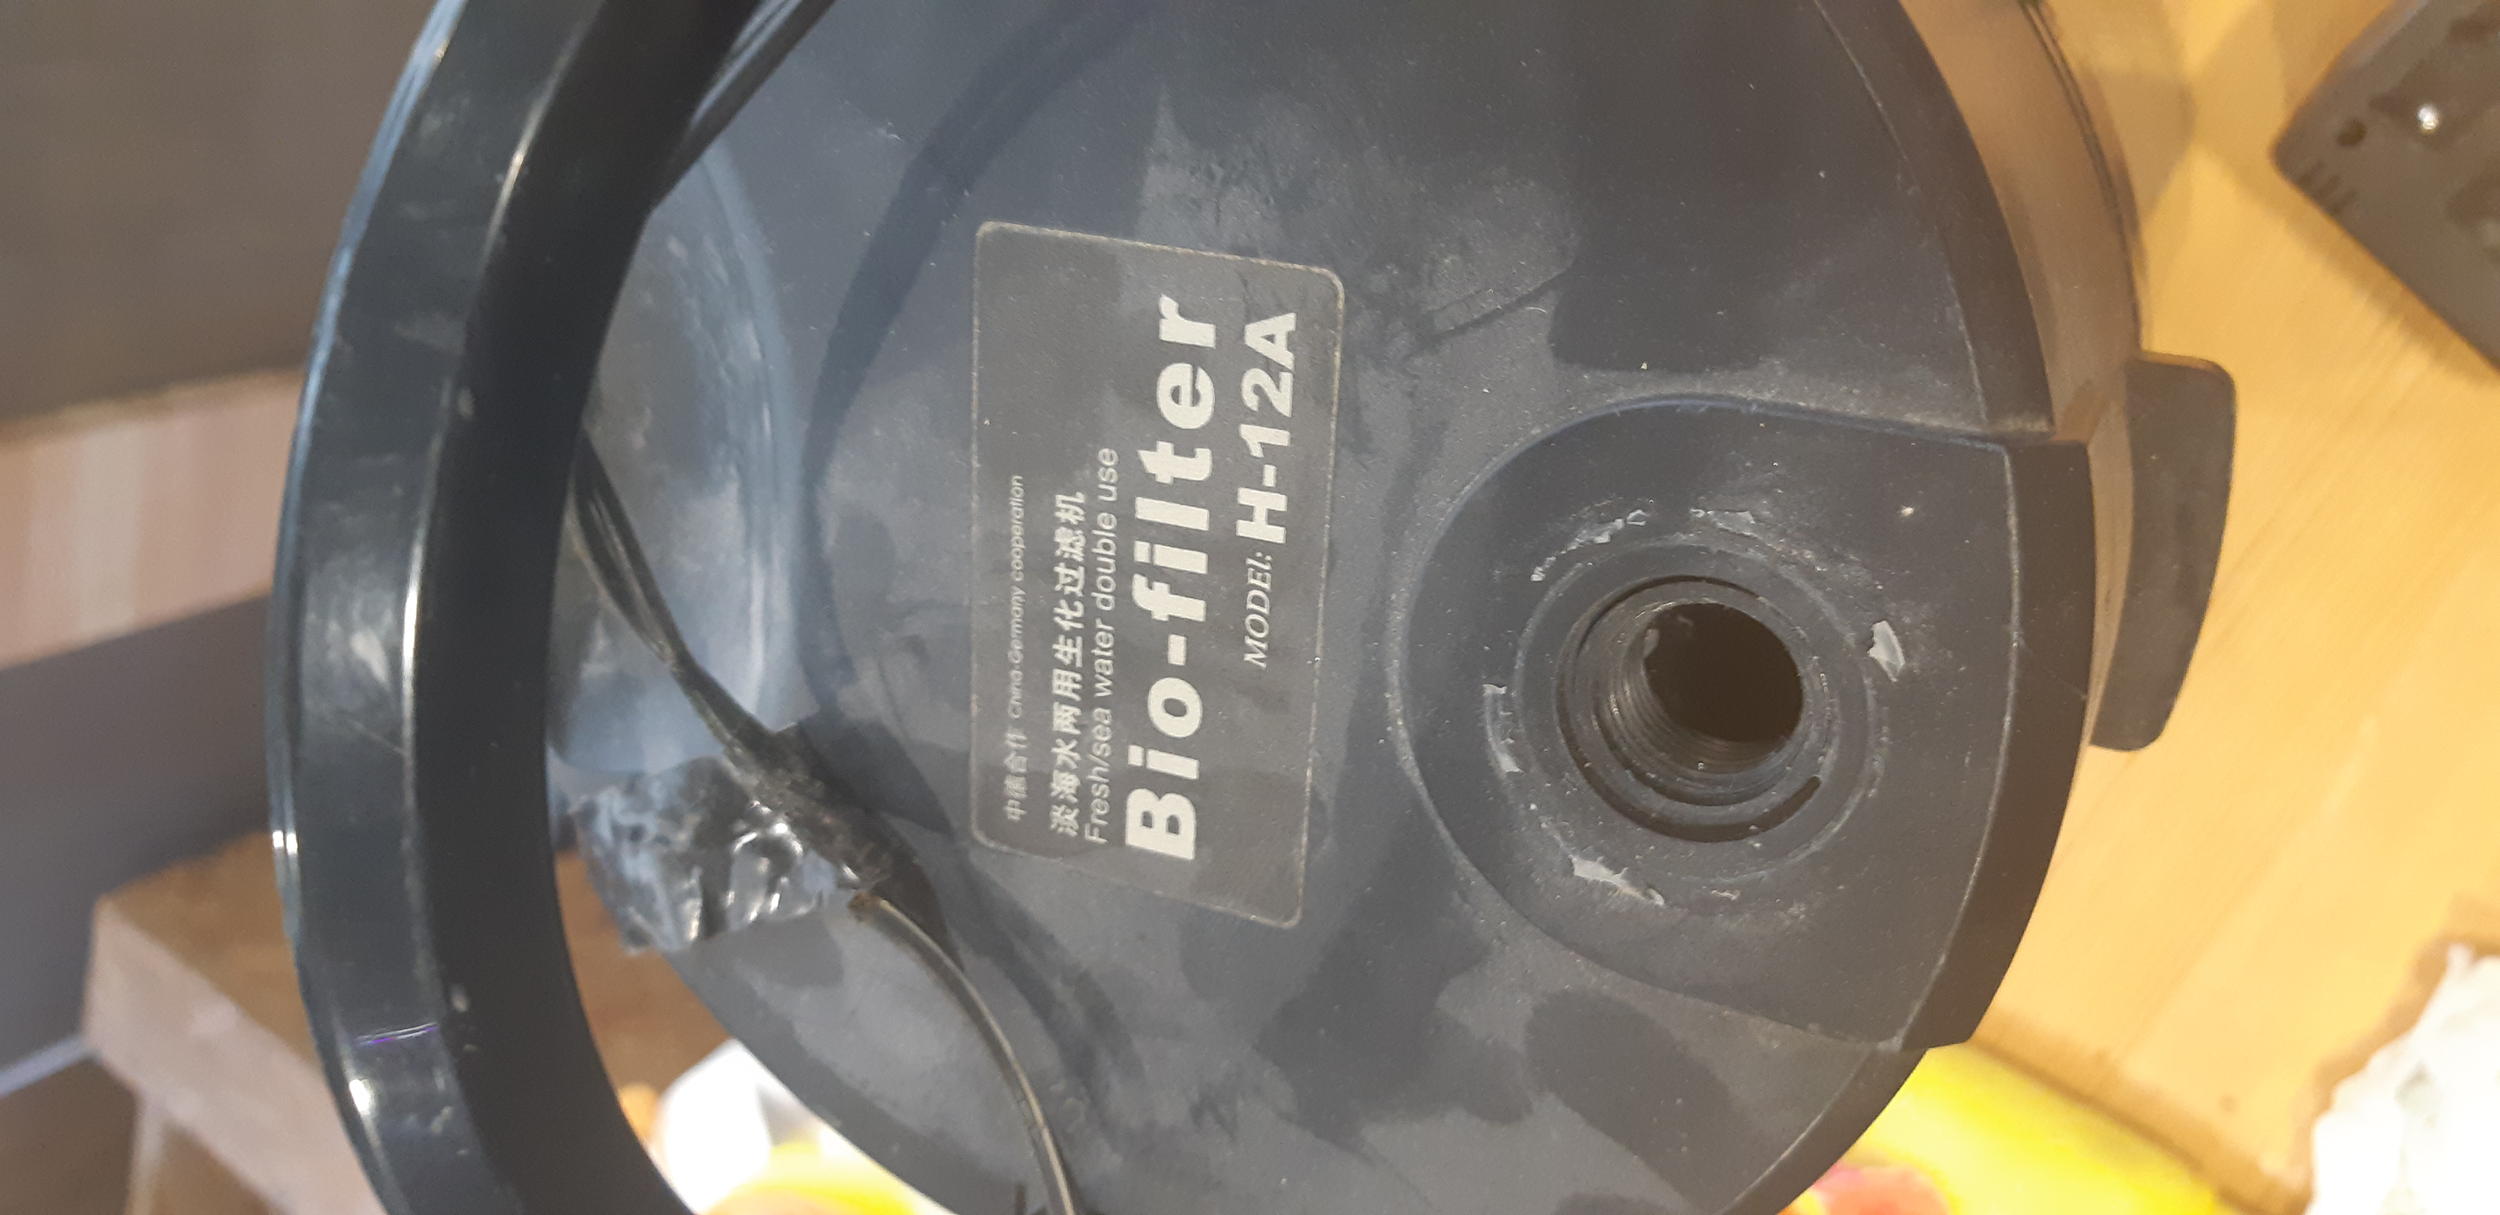 中德合作 China Germany cooperation
淡海水两用生化过滤机
Fresh/sea water double use
Bio-filter
MODEl: H-12A